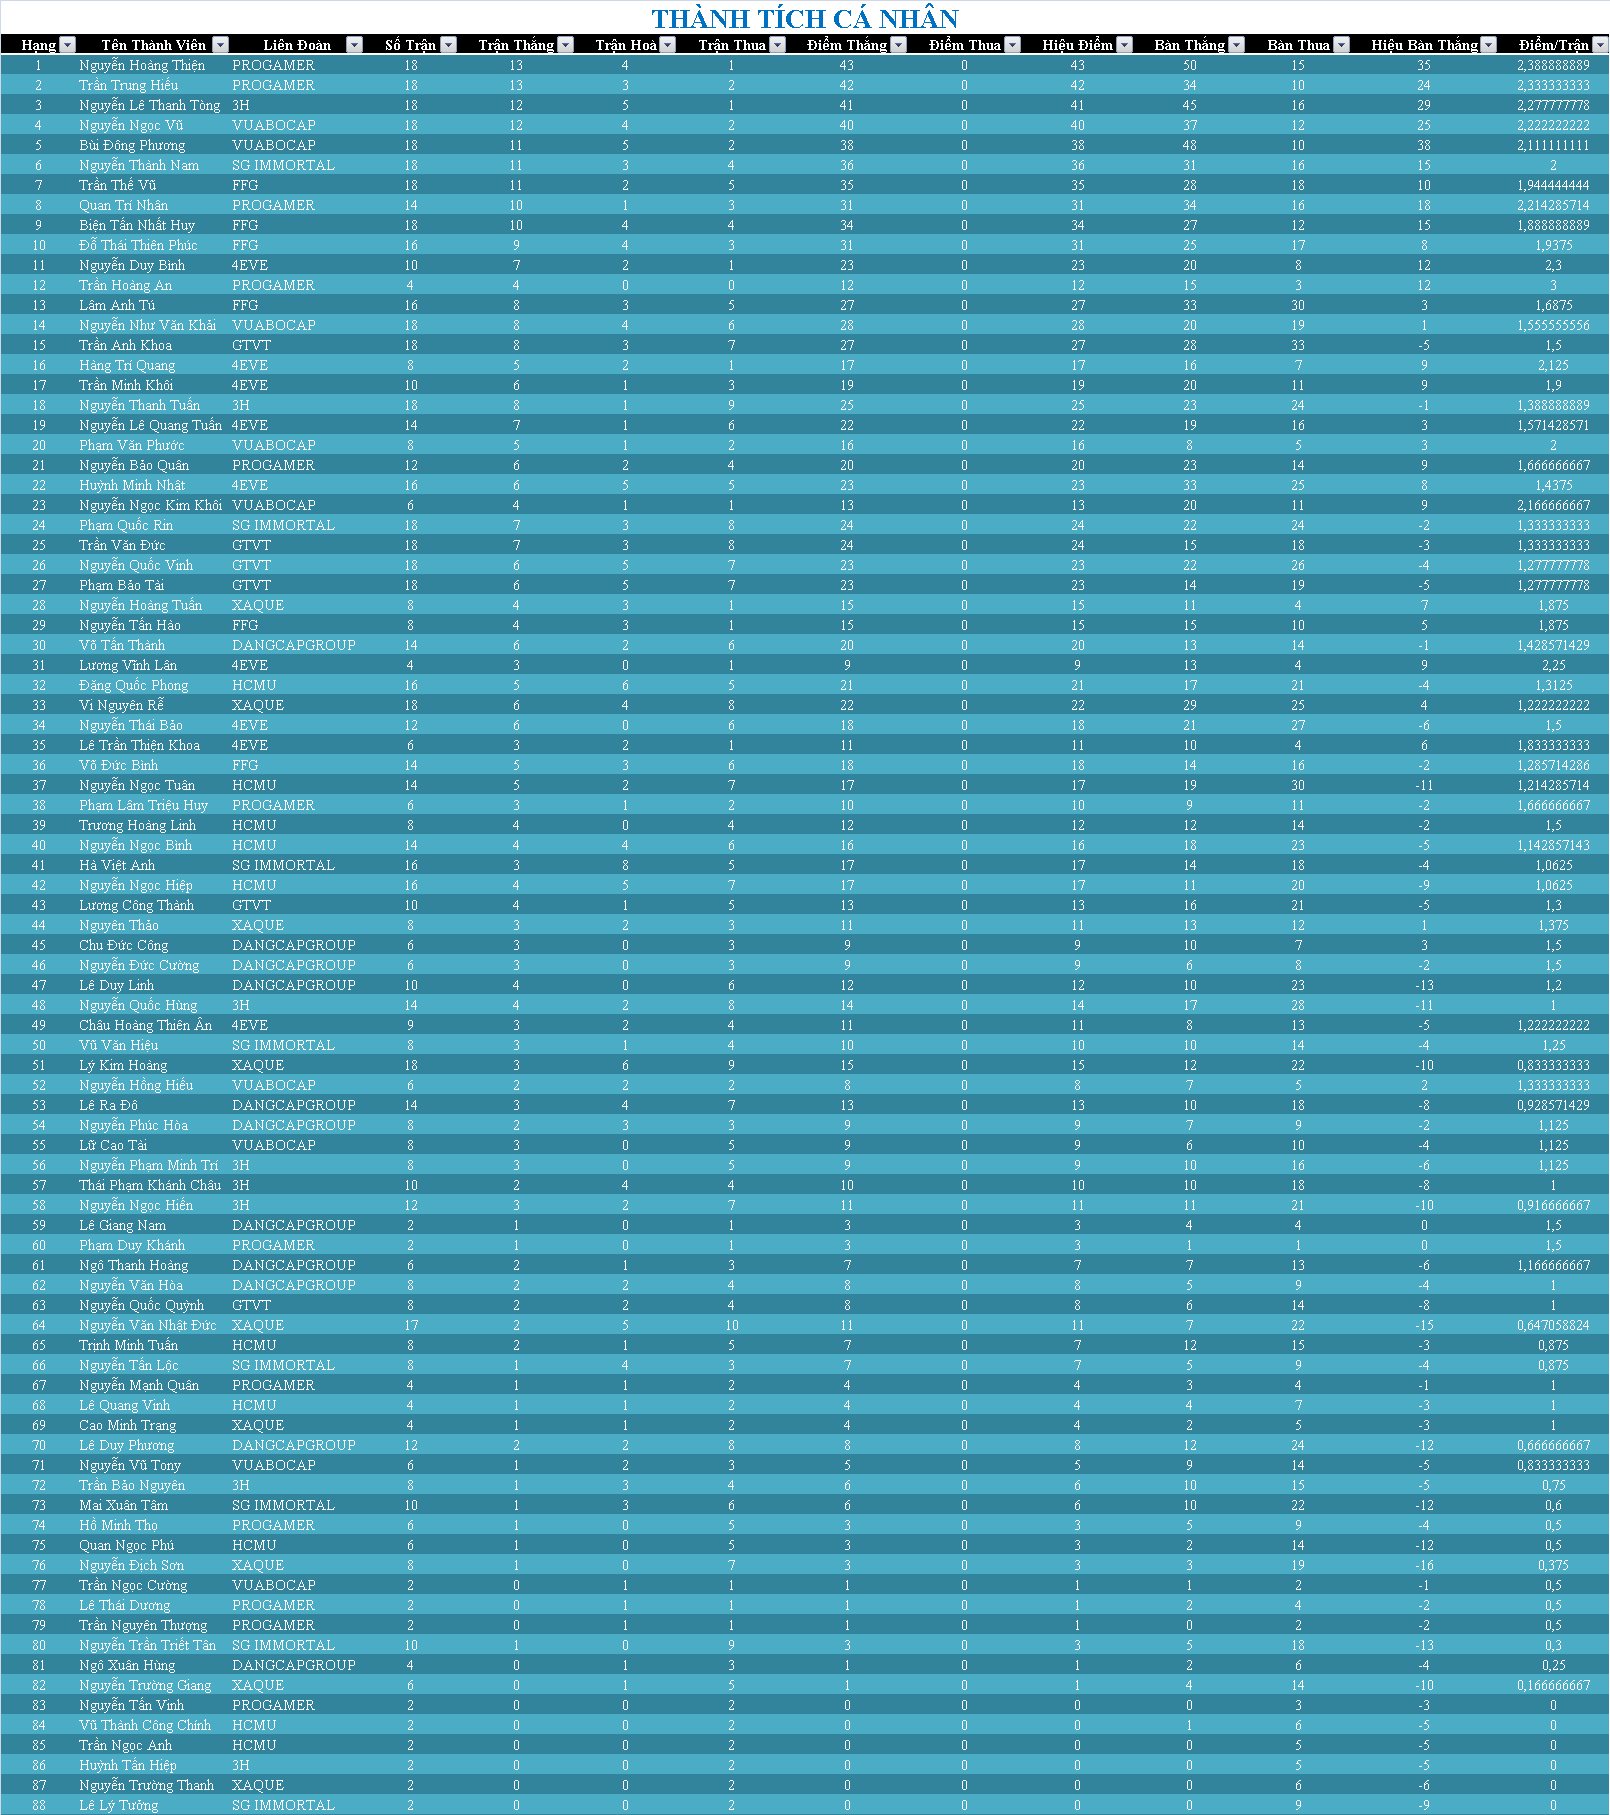 THÀNH TÍCH CÁ NHÂN
Hạng Tên Thành Viên Liên Đoàn Số Trận Trận Thắng Trận Hoà Trận Thua Điểm Thắng Điểm Thua Hiệu Điểm Bàn Thắng Bàn Thua Hiệu Bàn Thắng Điểm/Trận
1 Nguyễn Hoàng Thiện PROGAMER 18 13 4 1 43 0 43 50 15 35 2,388888889
2 Trần Trung Hiếu PROGAMER 18 13 3 2 42 0 42 34 10 24 2,333333333
3 Nguyễn Lê Thanh Tòng 3H 18 12 5 1 41 0 41 45 16 29 2,277777778
4 Nguyễn Ngọc Vũ VUABOCAP 18 12 4 2 40 0 40 37 12 25 2,222222222
5 Bùi Đông Phương VUABOCAP 18 11 5 2 38 0 38 48 10 38 2,111111111
6 Nguyễn Thành Nam SG IMMORTAL 18 11 3 4 36 0 36 31 16 15 2
7 Trần Thế Vũ FFG 18 11 2 5 35 0 35 28 18 10 1,944444444
8 Quan Trí Nhân PROGAMER 14 10 1 3 31 0 31 34 16 18 2,214285714
9 Biện Tấn Nhất Huy FFG 18 10 4 4 34 0 34 27 12 15 1,888888889
10 Đỗ Thái Thiên Phúc FFG 16 9 4 3 31 0 31 25 17 8 1,9375
11 Nguyễn Duy Bình 4EVE 10 7 2 1 23 0 23 20 8 12 2,3
12 Trần Hoàng An PROGAMER 4 4 0 0 12 0 12 15 3 12 3
13 Lâm Anh Tú FFG 16 8 3 5 27 0 27 33 30 3 1,6875
14 Nguyễn Như Văn Khải VUABOCAP 18 8 4 6 28 0 28 20 19 1 1,555555556
15 Trần Anh Khoa GTVT 18 8 3 7 27 0 27 28 33 -5 1,5
16 Hàng Trí Quang 4EVE 8 5 2 1 17 0 17 16 7 9 2,125
17 Trần Minh Khôi 4EVE 10 6 1 3 19 0 19 20 11 9 1,9
18 Nguyễn Thanh Tuấn 3H 18 8 1 9 25 0 25 23 24 -1 1,388888889
19 Nguyễn Lê Quang Tuấn 4EVE 14 7 1 6 22 0 22 19 16 3 1,571428571
20 Phạm Văn Phước VUABOCAP 8 5 1 2 16 0 16 8 5 3 2
21 Nguyễn Bảo Quân PROGAMER 12 6 2 4 20 0 20 23 14 9 1,666666667
22 Huỳnh Minh Nhật 4EVE 16 6 5 5 23 0 23 33 25 8 1,4375
23 Nguyễn Ngọc Kim Khôi VUABOCAP 6 4 1 1 13 0 13 20 11 9 2,166666667
24 Phạm Quốc Rin SG IMMORTAL 18 7 3 8 24 0 24 22 24 -2 1,333333333
25 Trần Văn Đức GTVT 18 7 3 8 24 0 24 15 18 -3 1,333333333
26 Nguyễn Quốc Vinh GTVT 18 6 5 7 23 0 23 22 26 -4 1,277777778
27 Phạm Bảo Tài GTVT 18 6 5 7 23 0 23 14 19 -5 1,277777778
28 Nguyễn Hoàng Tuấn XAQUE 8 4 3 1 15 0 15 11 4 7 1,875
29 Nguyễn Tấn Hào FFG 8 4 3 1 15 0 15 15 10 5 1,875
30 Võ Tấn Thành DANGCAPGROUP 14 6 2 6 20 0 20 13 14 -1 1,428571429
31 Lương Vĩnh Lân 4EVE 4 3 0 1 9 0 9 13 4 9 2,25
32 Đặng Quốc Phong HCMU 16 5 6 5 21 0 21 17 21 -4 1,3125
33 Vi Nguyên Rễ XAQUE 18 6 4 8 22 0 22 29 25 4 1,222222222
34 Nguyễn Thái Bảo 4EVE 12 6 0 6 18 0 18 21 27 -6 1,5
35 Lê Trần Thiện Khoa 4EVE 6 3 2 1 11 0 11 10 4 6 1,833333333
36 Võ Đức Bình FFG 14 5 3 6 18 0 18 14 16 -2 1,285714286
37 Nguyễn Ngọc Tuân HCMU 14 5 2 7 17 0 17 19 30 -11 1,214285714
38 Phạm Lâm Triệu Huy PROGAMER 6 3 1 2 10 0 10 9 11 -2 1,666666667
39 Trương Hoàng Linh HCMU 8 4 0 4 12 0 12 12 14 -2 1,5
40 Nguyễn Ngọc Bình HCMU 14 4 4 6 16 0 16 18 23 -5 1,142857143
41 Hà Việt Anh SG IMMORTAL 16 3 8 5 17 0 17 14 18 -4 1,0625
42 Nguyễn Ngọc Hiệp HCMU 16 4 5 7 17 0 17 11 20 -9 1,0625
43 Lương Công Thành GTVT 10 4 1 5 13 0 13 16 21 -5 1,3
44 Nguyên Thảo XAQUE 8 3 2 3 11 0 11 13 12 1 1,375
45 Chu Đức Công DANGCAPGROUP 6 3 0 3 9 0 9 10 7 3 1,5
46 Nguyễn Đức Cường DANGCAPGROUP 6 3 0 3 9 0 9 6 8 -2 1,5
47 Lê Duy Linh DANGCAPGROUP 10 4 0 6 12 0 12 10 23 -13 1,2
48 Nguyễn Quốc Hùng 3H 14 4 2 8 14 0 14 17 28 -11 1
49 Châu Hoàng Thiên Ân 4EVE 9 3 2 4 11 0 11 8 13 -5 1,222222222
50 Vũ Văn Hiệu SG IMMORTAL 8 3 1 4 10 0 10 10 14 -4 1,25
51 Lý Kim Hoàng XAQUE 18 3 6 9 15 0 15 12 22 -10 0,833333333
52 Nguyễn Hồng Hiếu VUABOCAP 6 2 2 2 8 0 8 7 5 2 1,333333333
53 Lê Ra Đô DANGCAPGROUP 14 3 4 7 13 0 13 10 18 -8 0,928571429
54 Nguyễn Phúc Hòa DANGCAPGROUP 8 2 3 3 9 0 9 7 9 -2 1,125
55 Lữ Cao Tài VUABOCAP 8 3 0 5 9 0 9 6 10 -4 1,125
56 Nguyễn Phạm Minh Trí 3H 8 3 0 5 9 0 9 10 16 -6 1,125
57 Thái Phạm Khánh Châu 3H 10 2 4 4 10 0 10 10 18 -8 1
58 Nguyễn Ngọc Hiến 3H 12 3 2 7 11 0 11 11 21 -10 0,916666667
59 Lê Giang Nam DANGCAPGROUP 2 1 0 1 3 0 3 4 4 0 1,5
60 Phạm Duy Khánh PROGAMER 2 1 0 1 3 0 3 1 1 0 1,5
61 Ngô Thanh Hoàng DANGCAPGROUP 6 2 1 3 7 0 7 7 13 -6 1,166666667
62 Nguyễn Văn Hòa DANGCAPGROUP 8 2 2 4 8 0 8 5 9 -4 1
63 Nguyễn Quốc Quỳnh GTVT 8 2 2 4 8 0 8 6 14 -8 1
64 Nguyễn Văn Nhật Đức XAQUE 17 2 5 10 11 0 11 7 22 -15 0,647058824
65 Trịnh Minh Tuấn HCMU 8 2 1 5 7 0 7 12 15 -3 0,875
66 Nguyễn Tấn Lộc SG IMMORTAL 8 1 4 3 7 0 7 5 9 -4 0,875
67 Nguyễn Mạnh Quân PROGAMER 4 1 1 2 4 0 4 3 4 -1 1
68 Lê Quang Vinh HCMU 4 1 1 2 4 0 4 4 7 -3 1
69 Cao Minh Trạng XAQUE 4 1 1 2 4 0 4 2 5 -3 1
70 Lê Duy Phương DANGCAPGROUP 12 2 2 8 8 0 8 12 24 -12 0,666666667
71 Nguyễn Vũ Tony VUABOCAP 6 1 2 3 5 0 5 9 14 -5 0,833333333
72 Trần Bảo Nguyên 3H 8 1 3 4 6 0 6 10 15 -5 0,75
73 Mai Xuân Tâm SG IMMORTAL 10 1 3 6 6 0 6 10 22 -12 0,6
74 Hồ Minh Thọ PROGAMER 6 1 0 5 3 0 3 5 9 -4 0,5
75 Quan Ngọc Phú HCMU 6 1 0 5 3 0 3 2 14 -12 0,5
76 Nguyễn Đích Sơn XAQUE 8 1 0 7 3 0 3 3 19 -16 0,375
77 Trần Ngọc Cường VUABOCAP 2 0 1 1 1 0 1 1 2 -1 0,5
78 Lê Thái Dương PROGAMER 2 0 1 1 1 0 1 2 4 -2 0,5
79 Trần Nguyên Thượng PROGAMER 2 0 1 1 1 0 1 0 2 -2 0,5
80 Nguyễn Trần Triết Tân SG IMMORTAL 10 1 0 9 3 0 3 5 18 -13 0,3
81 Ngô Xuân Hùng DANGCAPGROUP 4 0 1 3 1 0 1 2 6 -4 0,25
82 Nguyễn Trường Giang XAQUE 6 0 1 5 1 0 1 4 14 -10 0,166666667
83 Nguyễn Tấn Vinh PROGAMER 2 0 0 2 0 0 0 0 3 -3 0
84 Vũ Thành Công Chính HCMU 2 0 0 2 0 0 0 1 6 -5 0
85 Trần Ngọc Anh HCMU 2 0 0 2 0 0 0 0 5 -5 0
86 Huỳnh Tấn Hiệp 3H 2 0 0 2 0 0 0 0 5 -5 0
87 Nguyễn Trường Thanh XAQUE 2 0 0 2 0 0 0 0 6 -6 0
88 Lê Lý Tưởng SG IMMORTAL 2 0 0 2 0 0 0 0 9 -9 0